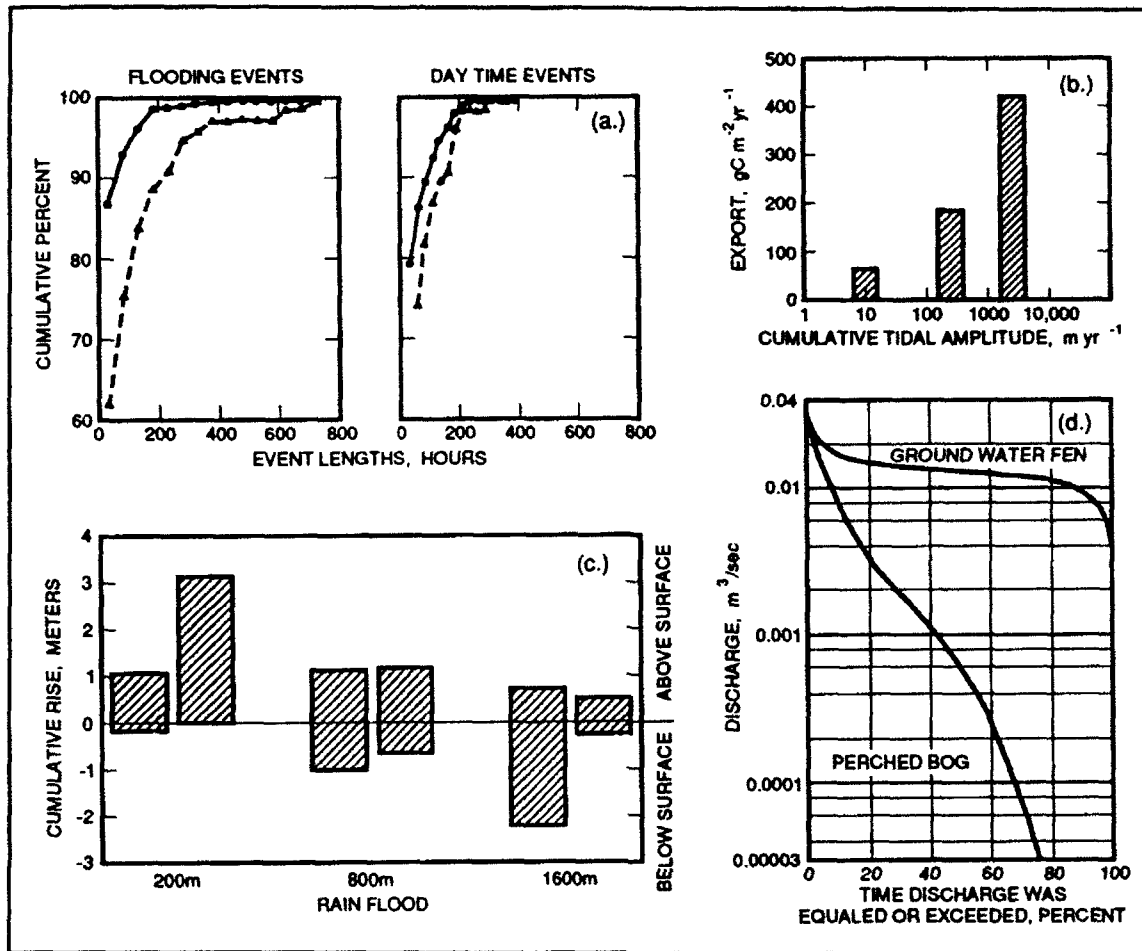 FLOODING EVENTS
DAY TIME EVENTS
(a.)
CUMULATIVE PERCENT
100
90
80
70
60
0 200 400 600 800
0 200 400 600 800
EVENT LENGTHS, HOURS
(b.)
EXPORT, gC m⁻² yr⁻¹
500
400
300
200
100
0
1 10 100 1000 10,000
CUMULATIVE TIDAL AMPLITUDE, m yr⁻¹
(c.)
CUMULATIVE RISE, METERS
4
3
2
1
0
-1
-2
-3
BELOW SURFACE ABOVE SURFACE
200m 800m 1600m
RAIN FLOOD
(d.)
DISCHARGE, m³/sec
0.04
0.01
0.001
0.0001
0.00003
GROUND WATER FEN
PERCHED BOG
0 20 40 60 80 100
TIME DISCHARGE WAS
EQUALED OR EXCEEDED, PERCENT